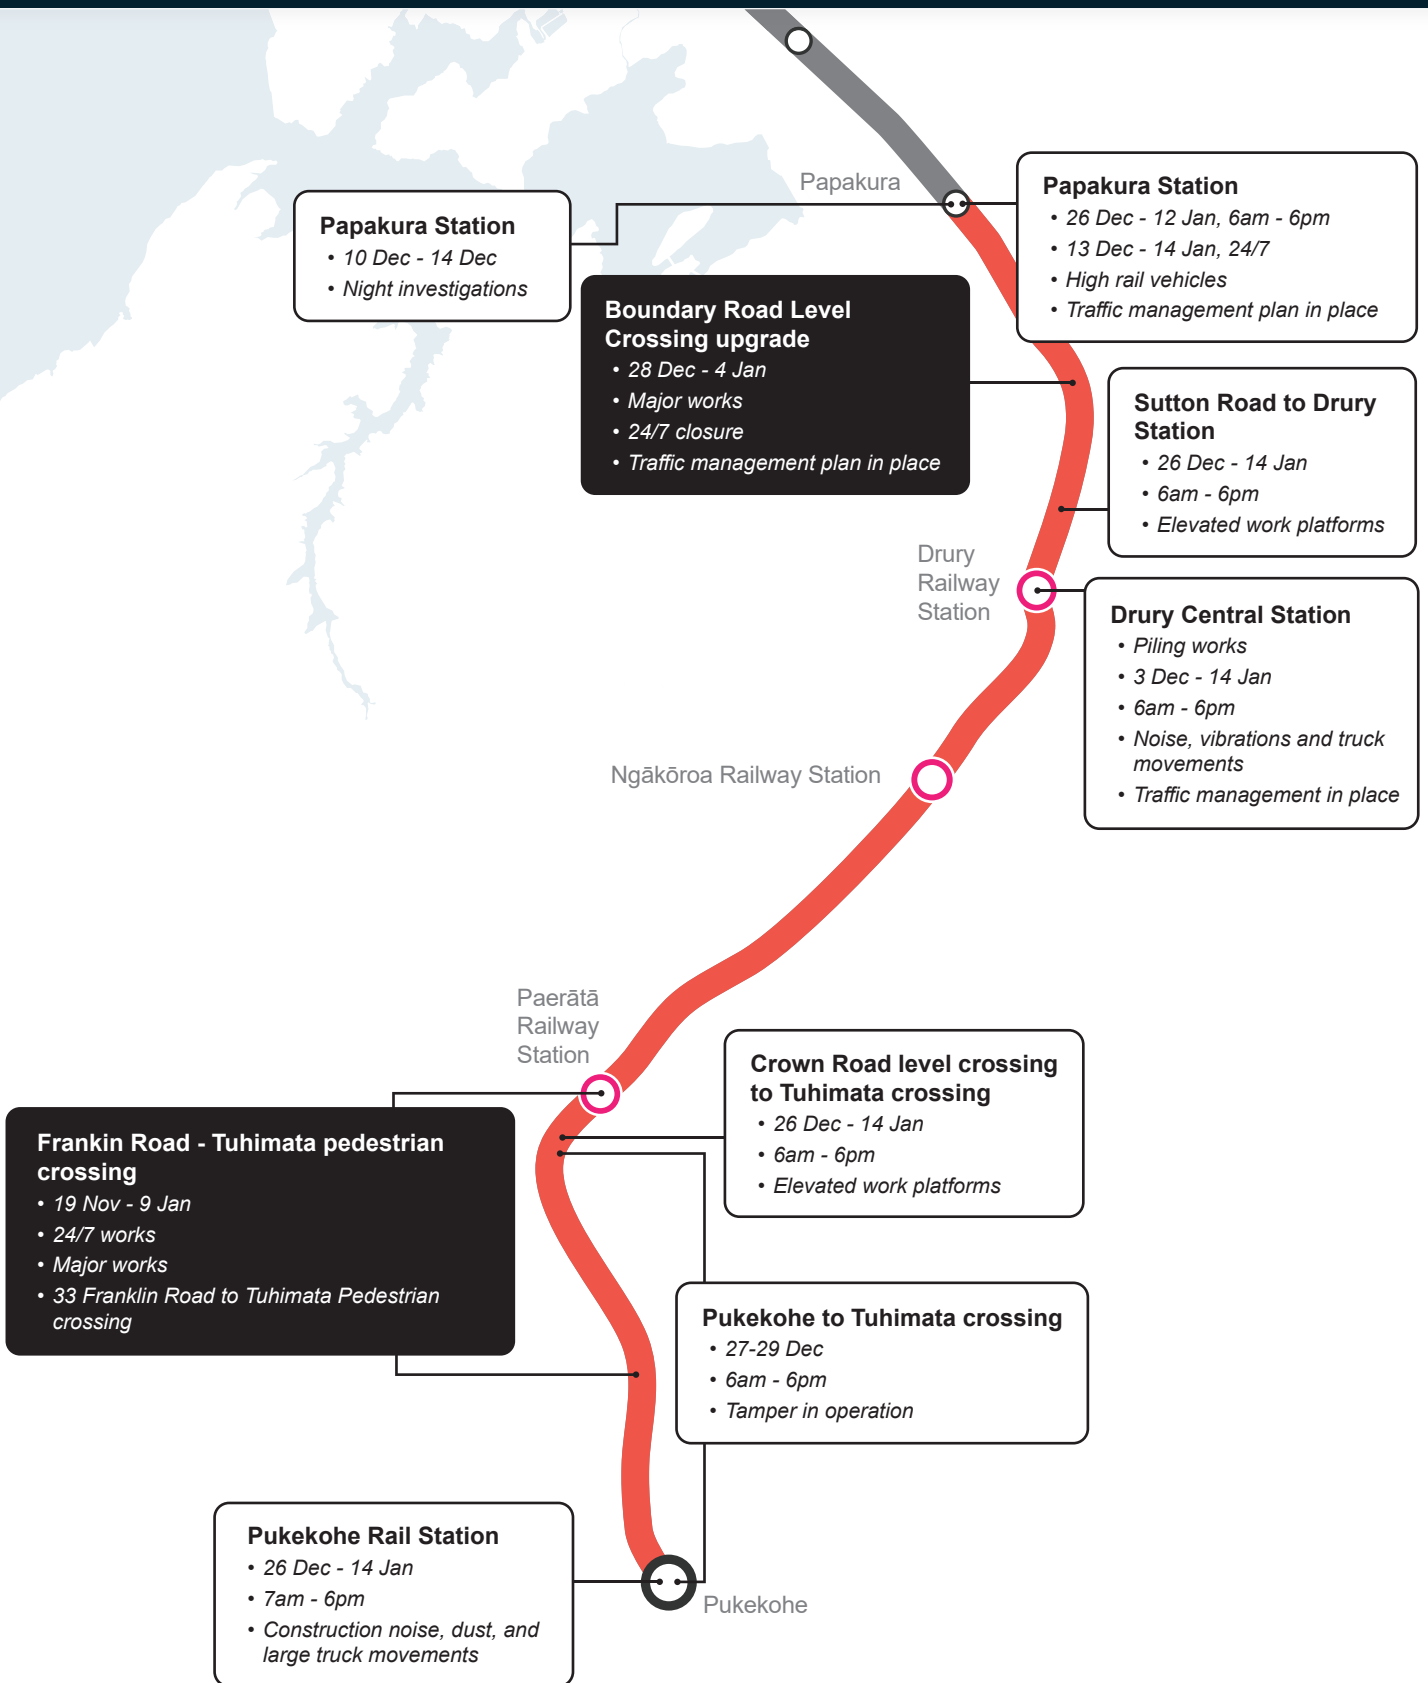 Papakura
Papakura Station
• 10 Dec - 14 Dec
• Night investigations
Papakura Station
• 26 Dec - 12 Jan, 6am - 6pm
• 13 Dec - 14 Jan, 24/7
• High rail vehicles
• Traffic management plan in place
Boundary Road Level
Crossing upgrade
• 28 Dec - 4 Jan
• Major works
• 24/7 closure
• Traffic management plan in place
Sutton Road to Drury
Station
• 26 Dec - 14 Jan
• 6am - 6pm
• Elevated work platforms
Drury
Railway
Station
Drury Central Station
• Piling works
• 3 Dec - 14 Jan
• 6am - 6pm
• Noise, vibrations and truck
movements
• Traffic management in place
Ngākōroa Railway Station
Paerātā
Railway
Station
Crown Road level crossing
to Tuhimata crossing
• 26 Dec - 14 Jan
• 6am - 6pm
• Elevated work platforms
Frankin Road - Tuhimata pedestrian
crossing
• 19 Nov - 9 Jan
• 24/7 works
• Major works
• 33 Franklin Road to Tuhimata Pedestrian
crossing
Pukekohe to Tuhimata crossing
• 27-29 Dec
• 6am - 6pm
• Tamper in operation
Pukekohe Rail Station
• 26 Dec - 14 Jan
• 7am - 6pm
• Construction noise, dust, and
large truck movements
Pukekohe